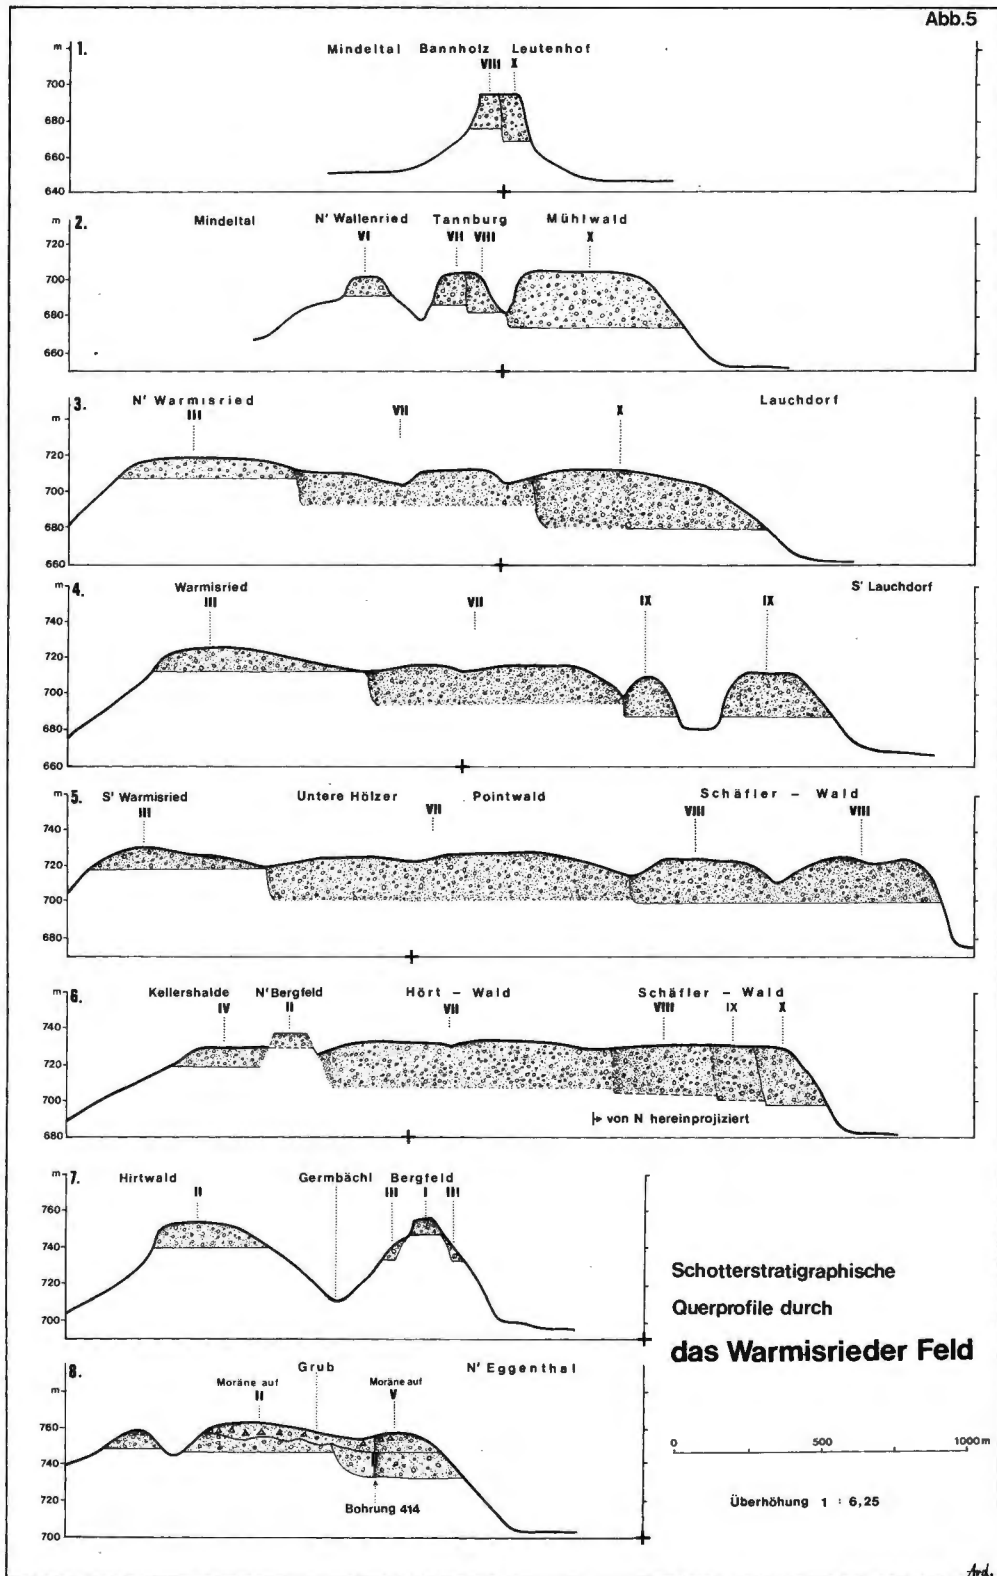 Abb.5
m 1. Mindeltal Bannholz Leutenhof
VIII X
700
680
660
640
m 2. Mindeltal N' Wallenried Tannburg Mühlwald
VI VII VIII X
720
700
680
660
m 3. N' Warmisried VII X Lauchdorf
III
720
700
680
660
m 4. Warmisried S' Lauchdorf
III VII IX IX
740
720
700
680
660
m 5. S' Warmisried Untere Hölzer Pointwald Schäfler – Wald
III VII VIII VIII
740
720
700
680
m 6. Kellershalde N' Bergfeld Hört – Wald Schäfler – Wald
IV II VII VIII IX X
740
720
700
680
von N hereinprojiziert
m 7. Hirtwald Germbächl Bergfeld
II III I III
760
740
720
700
m 8. Grub N' Eggenthal
Moräne auf Moräne auf
II V
760
740
720
700
Bohrung 414
Schotterstratigraphische
Querprofile durch
das Warmisrieder Feld
0 500 1000 m
Überhöhung 1 : 6,25